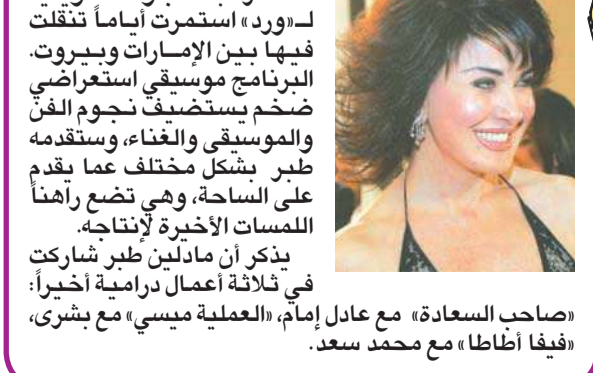 لـ«ورد» استمرت أياماً تنقلت
فيها بين الإمــارات وبيروت.
البرنامج موسيقي استعراضي
ضخم يستضيف نجوم الفن
والموسيقى والغناء، وستقدمه
طبر بشكل مختلف عما يقدم
على الساحة، وهي تضع راهناً
اللمسات الأخيرة لإنتاجه.
يذكر أن مادلين طبر شاركت
في ثلاثة أعمال درامية أخيراً:
«صاحب السعادة» مع عادل إمام، «العملية ميسي» مع بشرى،
«فيفا أطاطا» مع محمد سعد.